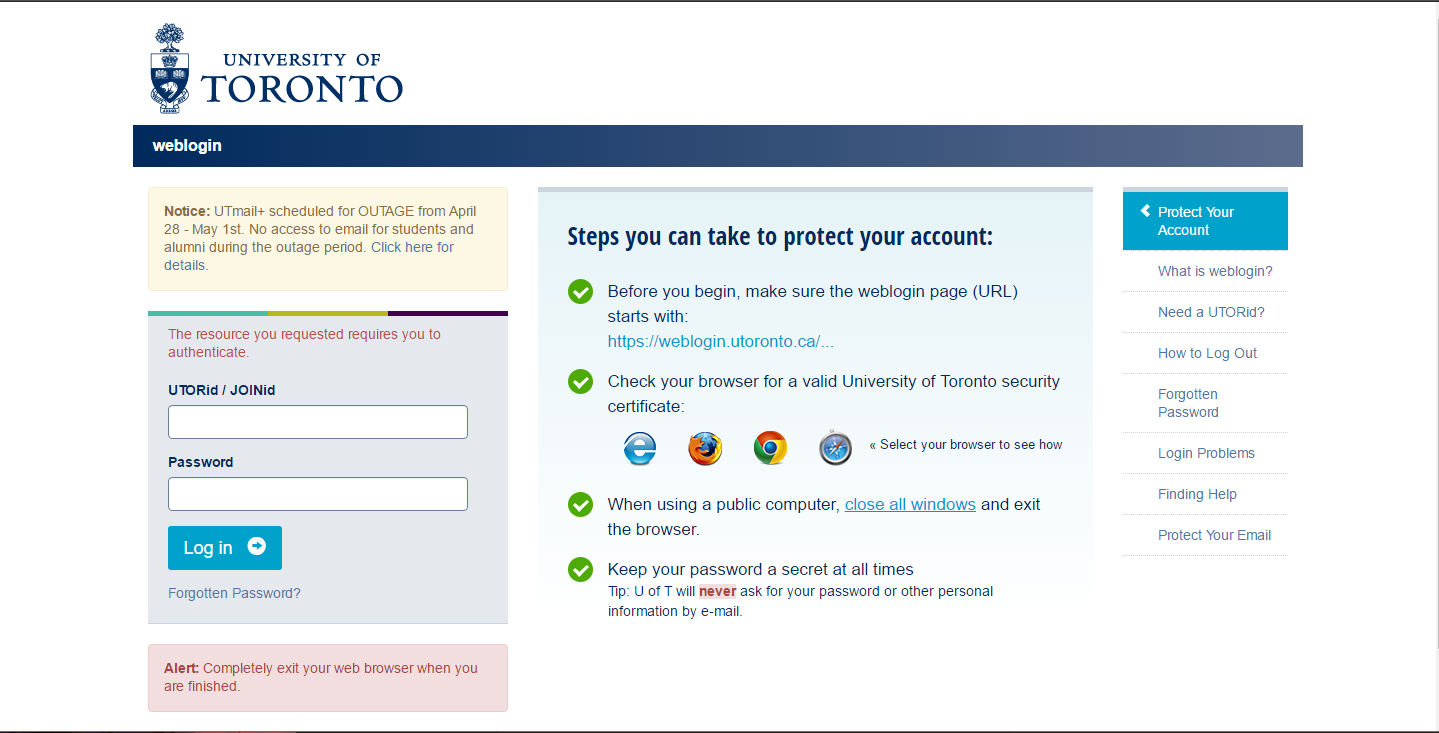 UNIVERSITY OF
TORONTO
weblogin
Notice: UTmail+ scheduled for OUTAGE from April
28 - May 1st. No access to email for students and
alumni during the outage period. Click here for
details.
The resource you requested requires you to
authenticate.
UTORid / JOINid
Password
Log in
Forgotten Password?
Alert: Completely exit your web browser when you
are finished.
Steps you can take to protect your account:
Before you begin, make sure the weblogin page (URL)
starts with:
https://weblogin.utoronto.ca/...
Check your browser for a valid University of Toronto security
certificate:
« Select your browser to see how
When using a public computer, close all windows and exit
the browser.
Keep your password a secret at all times
Tip: U of T will never ask for your password or other personal
information by e-mail.
Protect Your
Account
What is weblogin?
Need a UTORid?
How to Log Out
Forgotten
Password
Login Problems
Finding Help
Protect Your Email